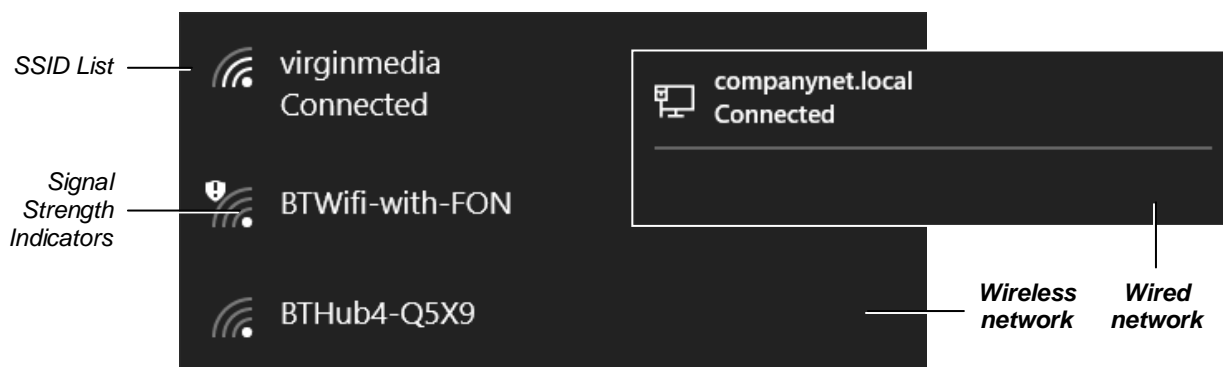 SSID List
virginmedia
Connected
companynet.local
Connected
Signal
Strength
Indicators
BTWifi-with-FON
BTHub4-Q5X9
Wireless
network
Wired
network